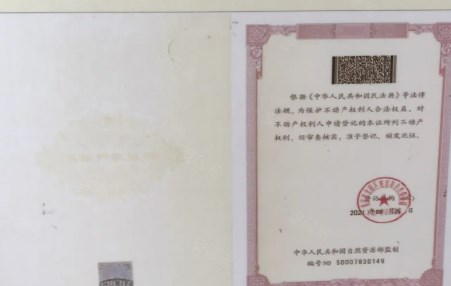 根据《中华人民共和国民法典》等法律
法规，为保护不动产权利人合法权益，对
不动产权利人申请登记的本证所列不动产
权利，经审查核实，准予登记，颁发此证。
中华人民共和国自然资源部监制
编号NO S0007830149